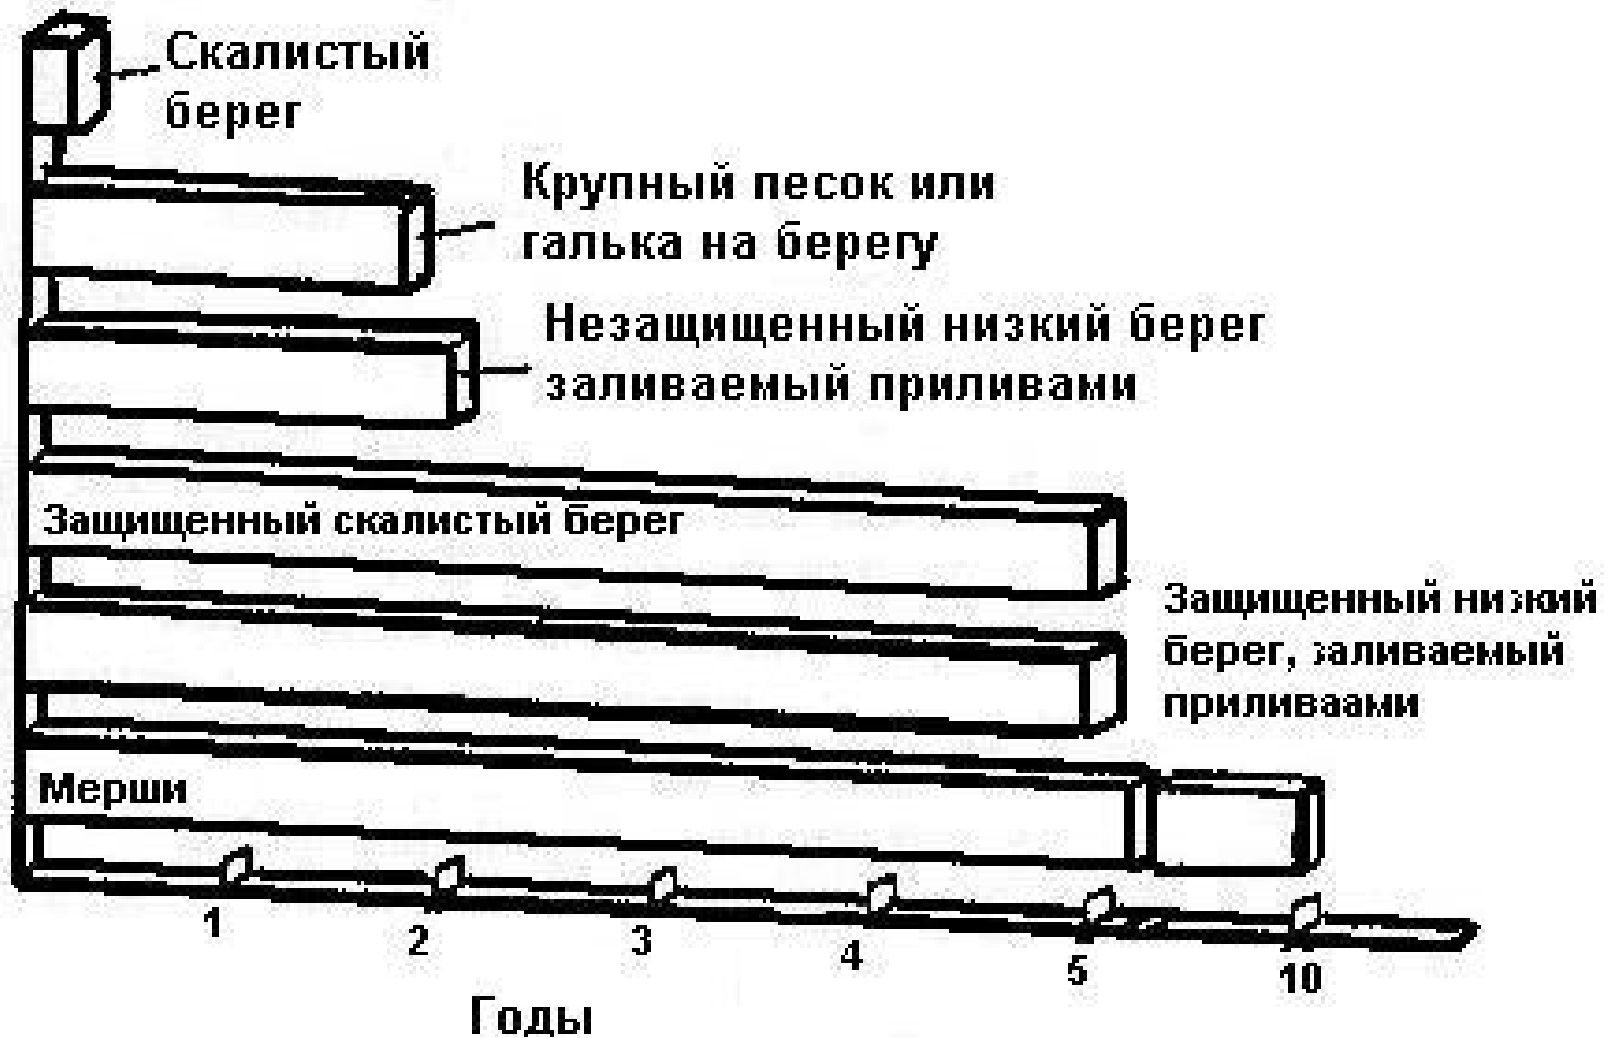 Скалистый
берег
Крупный песок или
галька на берегу
Незащищенный низкий берег
заливаемый приливами
Защищенный скалистый берег
Защищенный низкий
берег, заливаемый
приливаами
Мерши
1
2
3
4
5
10
Годы